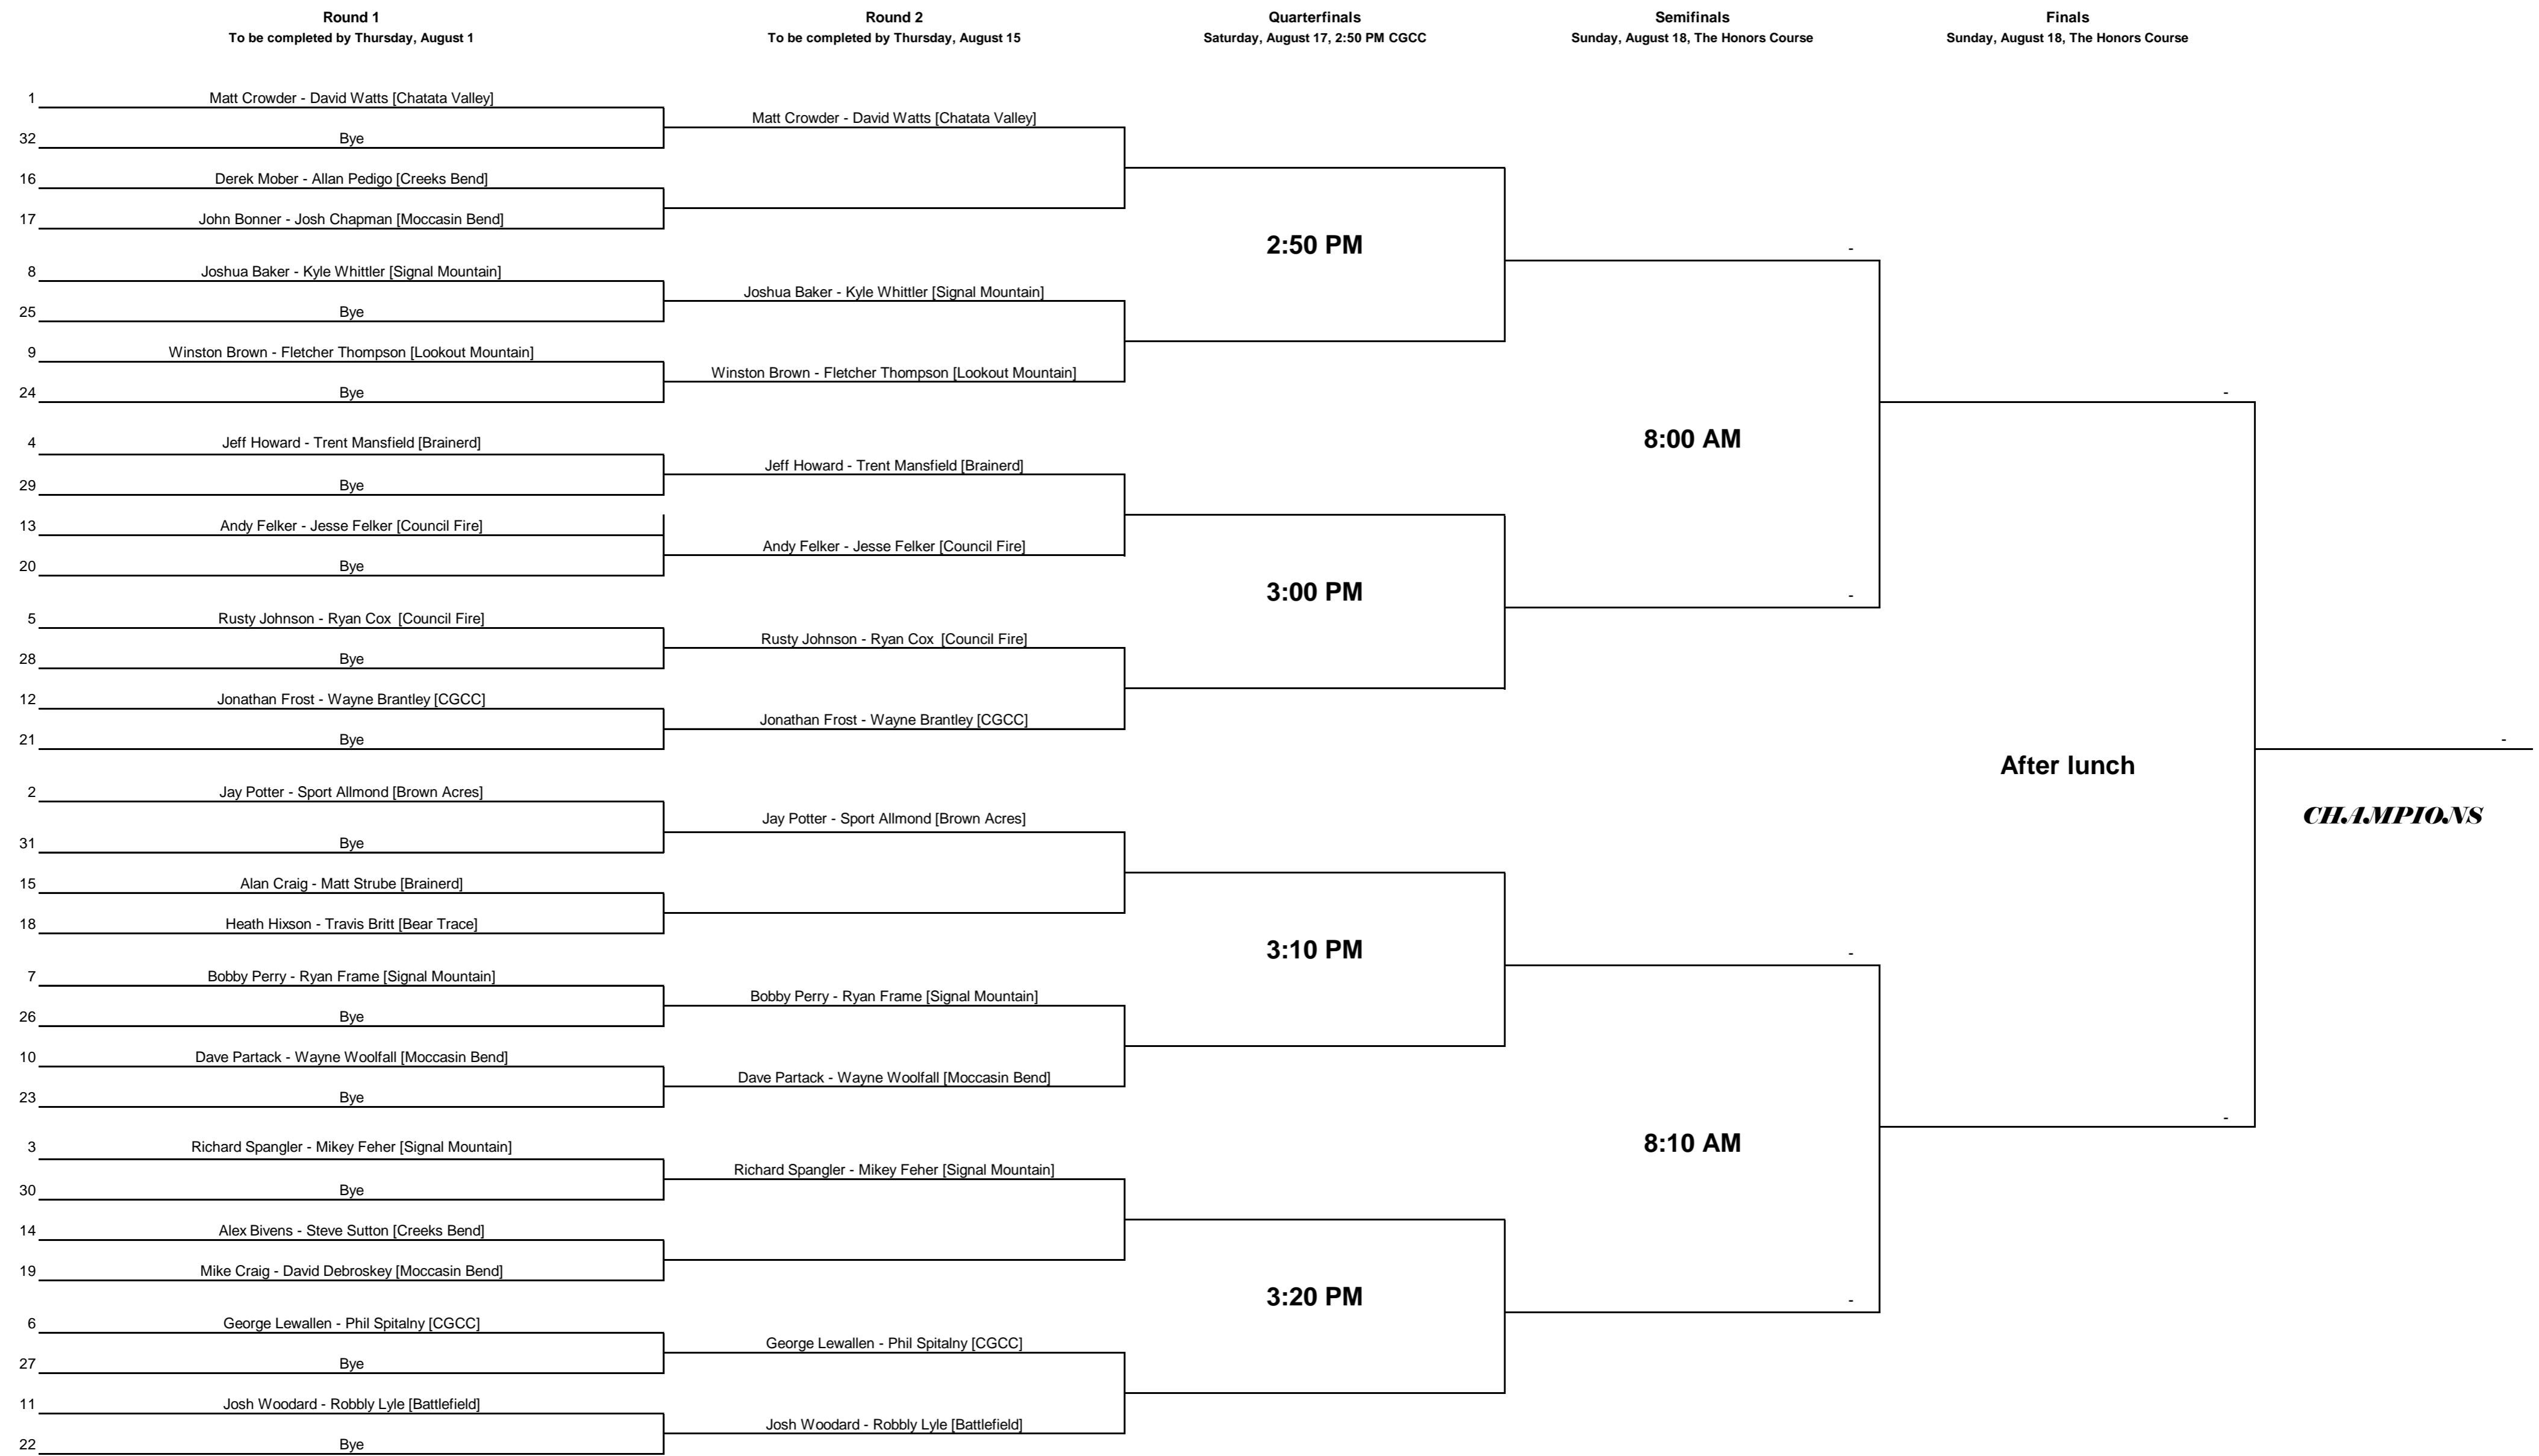 Round 1
Round 2
Quarterfinals
Semifinals
Finals
To be completed by Thursday, August 1
To be completed by Thursday, August 15
Saturday, August 17, 2:50 PM CGCC
Sunday, August 18, The Honors Course
Sunday, August 18, The Honors Course
1 Matt Crowder - David Watts [Chatata Valley]
Matt Crowder - David Watts [Chatata Valley]
32 Bye
16 Derek Mober - Allan Pedigo [Creeks Bend]
17 John Bonner - Josh Chapman [Moccasin Bend]
2:50 PM
-
8 Joshua Baker - Kyle Whittler [Signal Mountain]
Joshua Baker - Kyle Whittler [Signal Mountain]
25 Bye
9 Winston Brown - Fletcher Thompson [Lookout Mountain]
Winston Brown - Fletcher Thompson [Lookout Mountain]
24 Bye
-
4 Jeff Howard - Trent Mansfield [Brainerd]
8:00 AM
Jeff Howard - Trent Mansfield [Brainerd]
29 Bye
13 Andy Felker - Jesse Felker [Council Fire]
Andy Felker - Jesse Felker [Council Fire]
20 Bye
3:00 PM
-
5 Rusty Johnson - Ryan Cox  [Council Fire]
Rusty Johnson - Ryan Cox  [Council Fire]
28 Bye
12 Jonathan Frost - Wayne Brantley [CGCC]
Jonathan Frost - Wayne Brantley [CGCC]
21 Bye
-
After lunch
2 Jay Potter - Sport Allmond [Brown Acres]
Jay Potter - Sport Allmond [Brown Acres]
CHAMPIONS
31 Bye
15 Alan Craig - Matt Strube [Brainerd]
18 Heath Hixson - Travis Britt [Bear Trace]
3:10 PM
-
7 Bobby Perry - Ryan Frame [Signal Mountain]
Bobby Perry - Ryan Frame [Signal Mountain]
26 Bye
10 Dave Partack - Wayne Woolfall [Moccasin Bend]
Dave Partack - Wayne Woolfall [Moccasin Bend]
23 Bye
-
3 Richard Spangler - Mikey Feher [Signal Mountain]
8:10 AM
Richard Spangler - Mikey Feher [Signal Mountain]
30 Bye
14 Alex Bivens - Steve Sutton [Creeks Bend]
19 Mike Craig - David Debroskey [Moccasin Bend]
3:20 PM
-
6 George Lewallen - Phil Spitalny [CGCC]
George Lewallen - Phil Spitalny [CGCC]
27 Bye
11 Josh Woodard - Robbly Lyle [Battlefield]
Josh Woodard - Robbly Lyle [Battlefield]
22 Bye